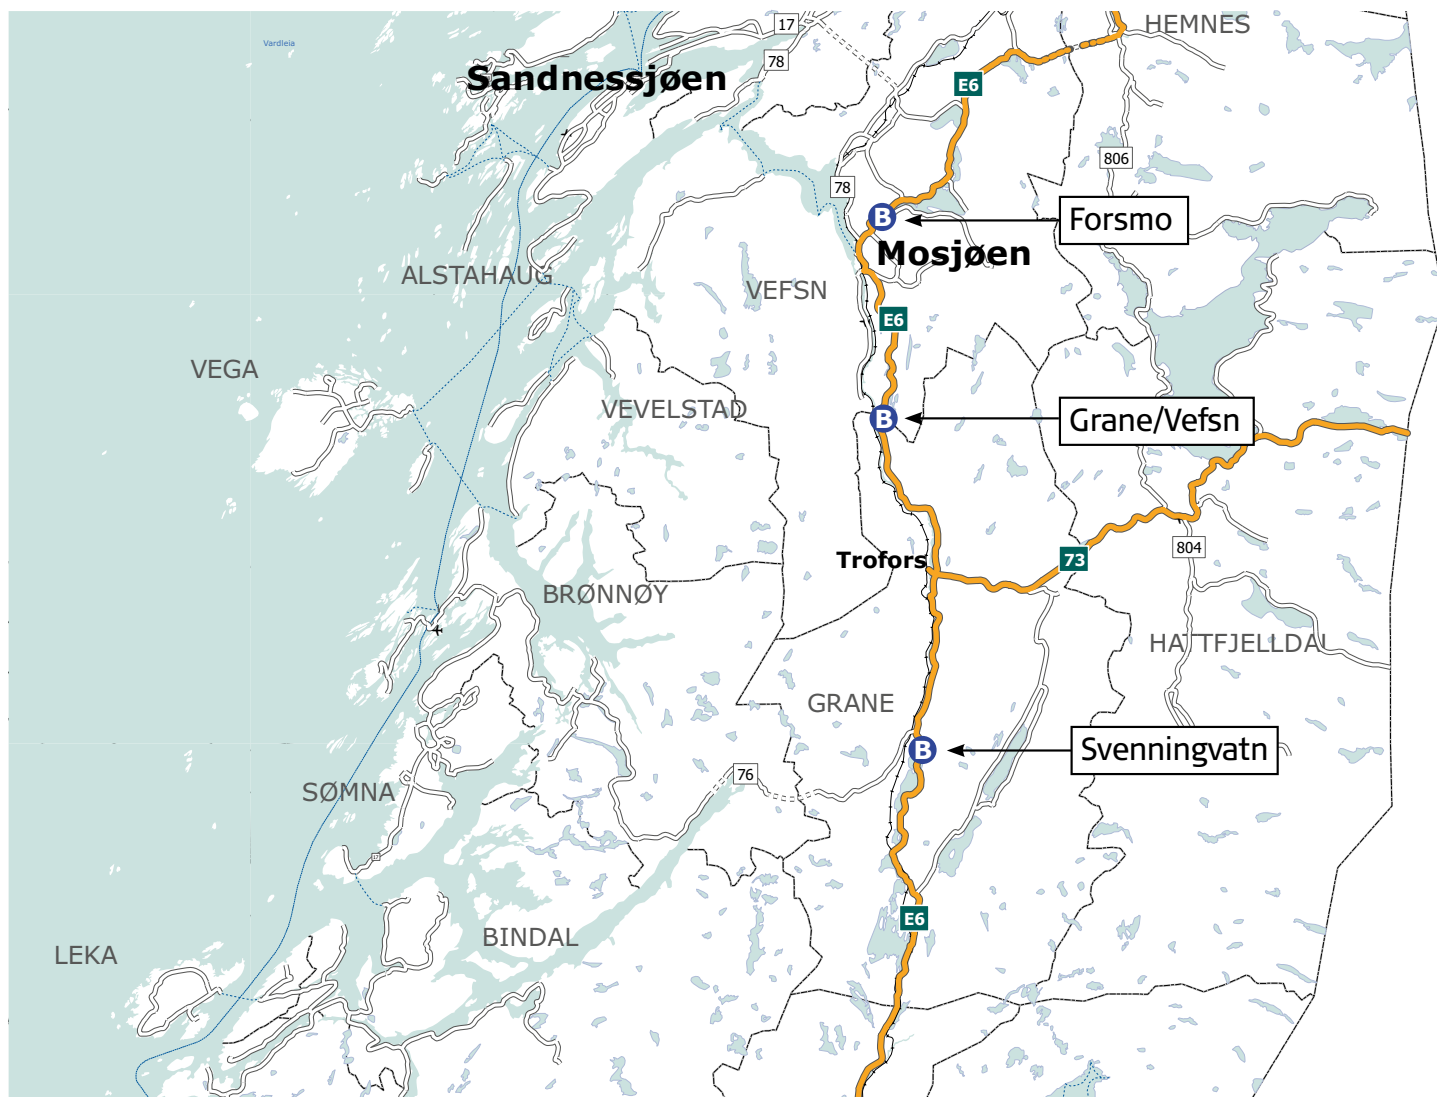 HEMNES
17
Vardleia
78
Sandnessjøen
E6
806
78
B
Forsmo
Mosjøen
ALSTAHAUG
VEFSN
E6
VEGA
VEVELSTAD
B
Grane/Vefsn
804
Trofors
73
BRØNNØY
HATTFJELLDAL
GRANE
B
Svenningvatn
76
SØMNA
17
E6
BINDAL
LEKA